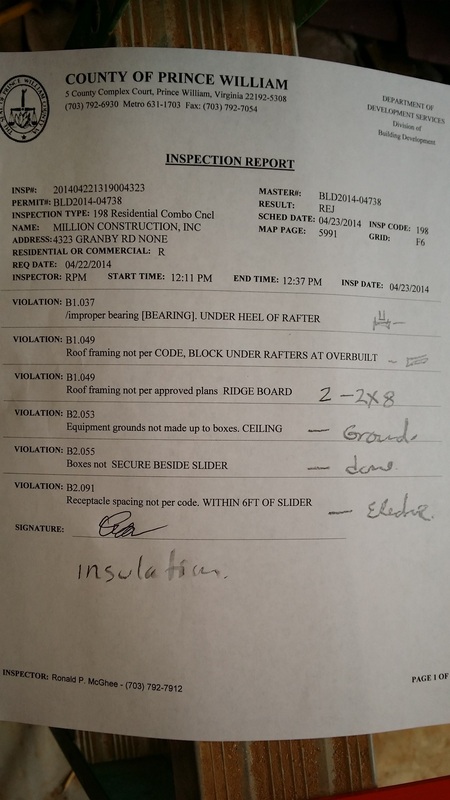 COUNTY OF PRINCE WILLIAM
5 County Complex Court, Prince William, Virginia 22192-5308
(703) 792-6930 Metro 631-1703 Fax: (703) 792-7054
DEPARTMENT OF
DEVELOPMENT SERVICES
Division of
Building Development
INSPECTION REPORT
INSP#: 201404221319004323
PERMIT#: BLD2014-04738
INSPECTION TYPE: 198 Residential Combo Cncl
NAME: MILLION CONSTRUCTION, INC
ADDRESS: 4323 GRANBY RD NONE
RESIDENTIAL OR COMMERCIAL: R
REQ DATE: 04/22/2014
MASTER#: BLD2014-04738
RESULT: REJ
SCHED DATE: 04/23/2014 INSP CODE: 198
MAP PAGE: 5991 GRID: F6
INSPECTOR: RPM START TIME: 12:11 PM END TIME: 12:37 PM INSP DATE: 04/23/2014
VIOLATION: B1.037
/improper bearing [BEARING]. UNDER HEEL OF RAFTER
VIOLATION: B1.049
Roof framing not per CODE, BLOCK UNDER RAFTERS AT OVERBUILT
VIOLATION: B1.049
Roof framing not per approved plans RIDGE BOARD 2-2X8
VIOLATION: B2.053
Equipment grounds not made up to boxes. CEILING — Ground.
VIOLATION: B2.055
Boxes not SECURE BESIDE SLIDER — done.
VIOLATION: B2.091
Receptacle spacing not per code. WITHIN 6FT OF SLIDER — Electric.
SIGNATURE:
insulation.
INSPECTOR: Ronald P. McGhee - (703) 792-7912
PAGE 1 OF